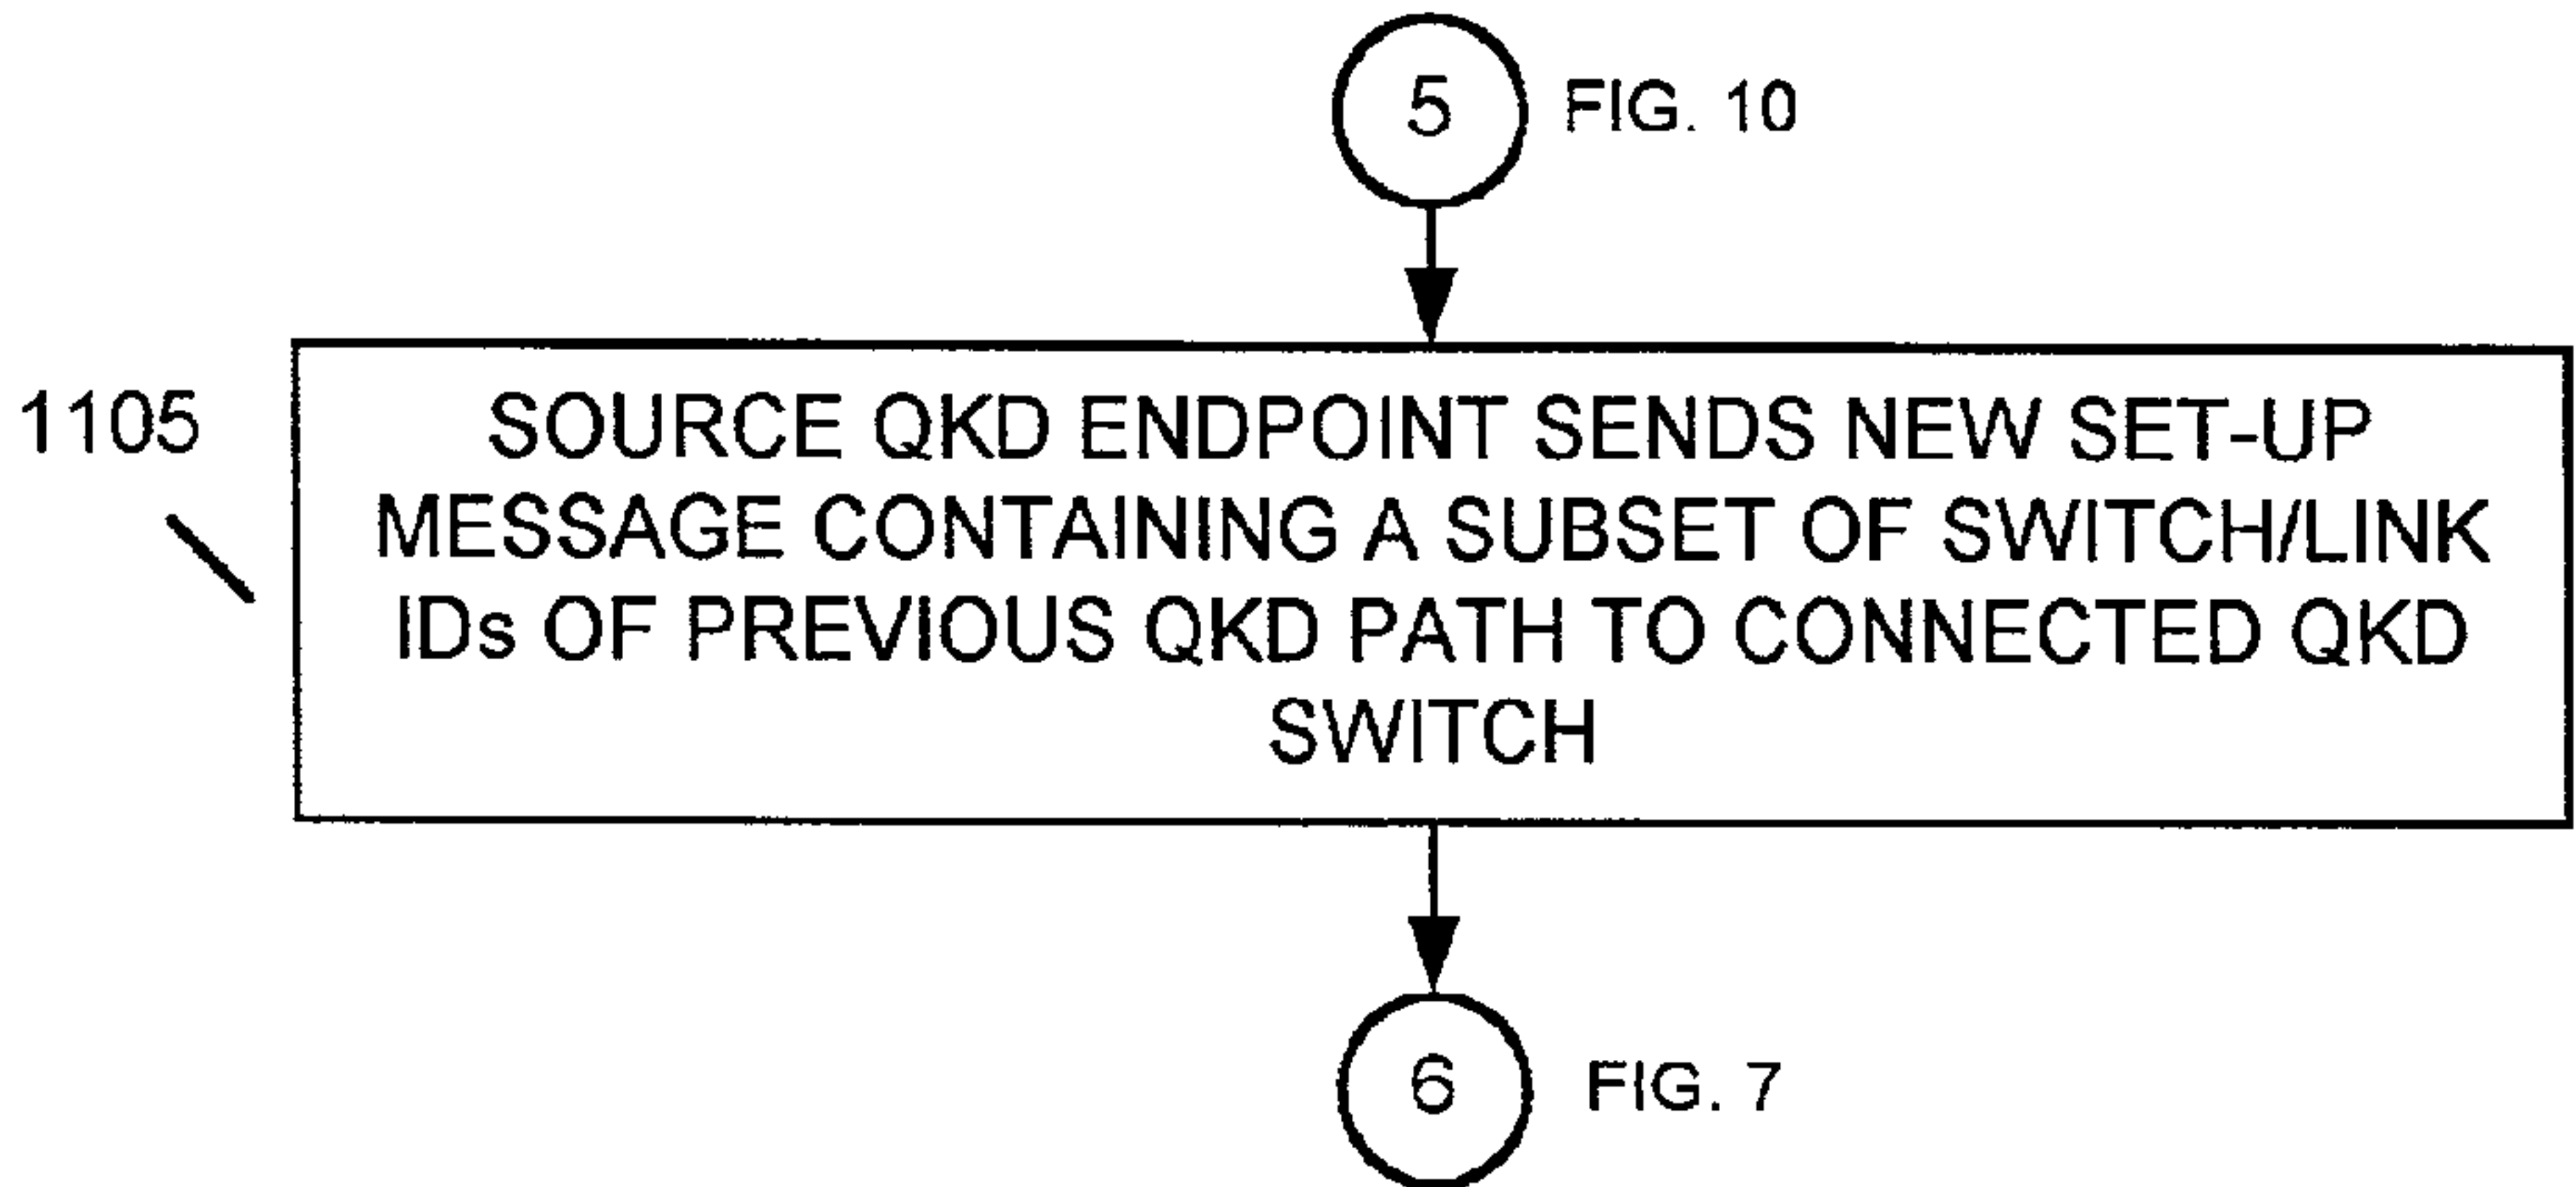 5 FIG. 10
1105
SOURCE QKD ENDPOINT SENDS NEW SET-UP
MESSAGE CONTAINING A SUBSET OF SWITCH/LINK
IDs OF PREVIOUS QKD PATH TO CONNECTED QKD
SWITCH
6 FIG. 7